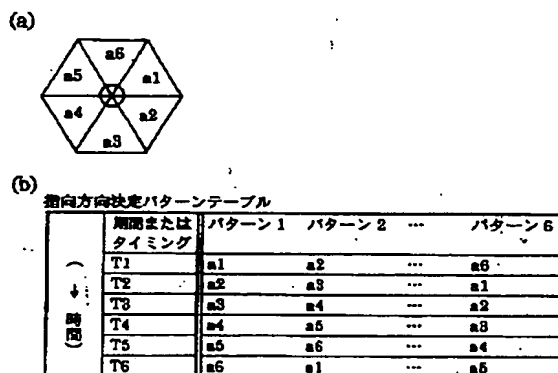 (a)
a6
a5 a1
a4 a2
a3
(b)
指向方向決定パターンテーブル
期間または
タイミング パターン 1 パターン 2 … パターン 6
T1 a1 a2 … a6
T2 a2 a3 … a1
T3 a3 a4 … a2
T4 a4 a5 … a3
T5 a5 a6 … a4
T6 a6 a1 … a5
(→時間)